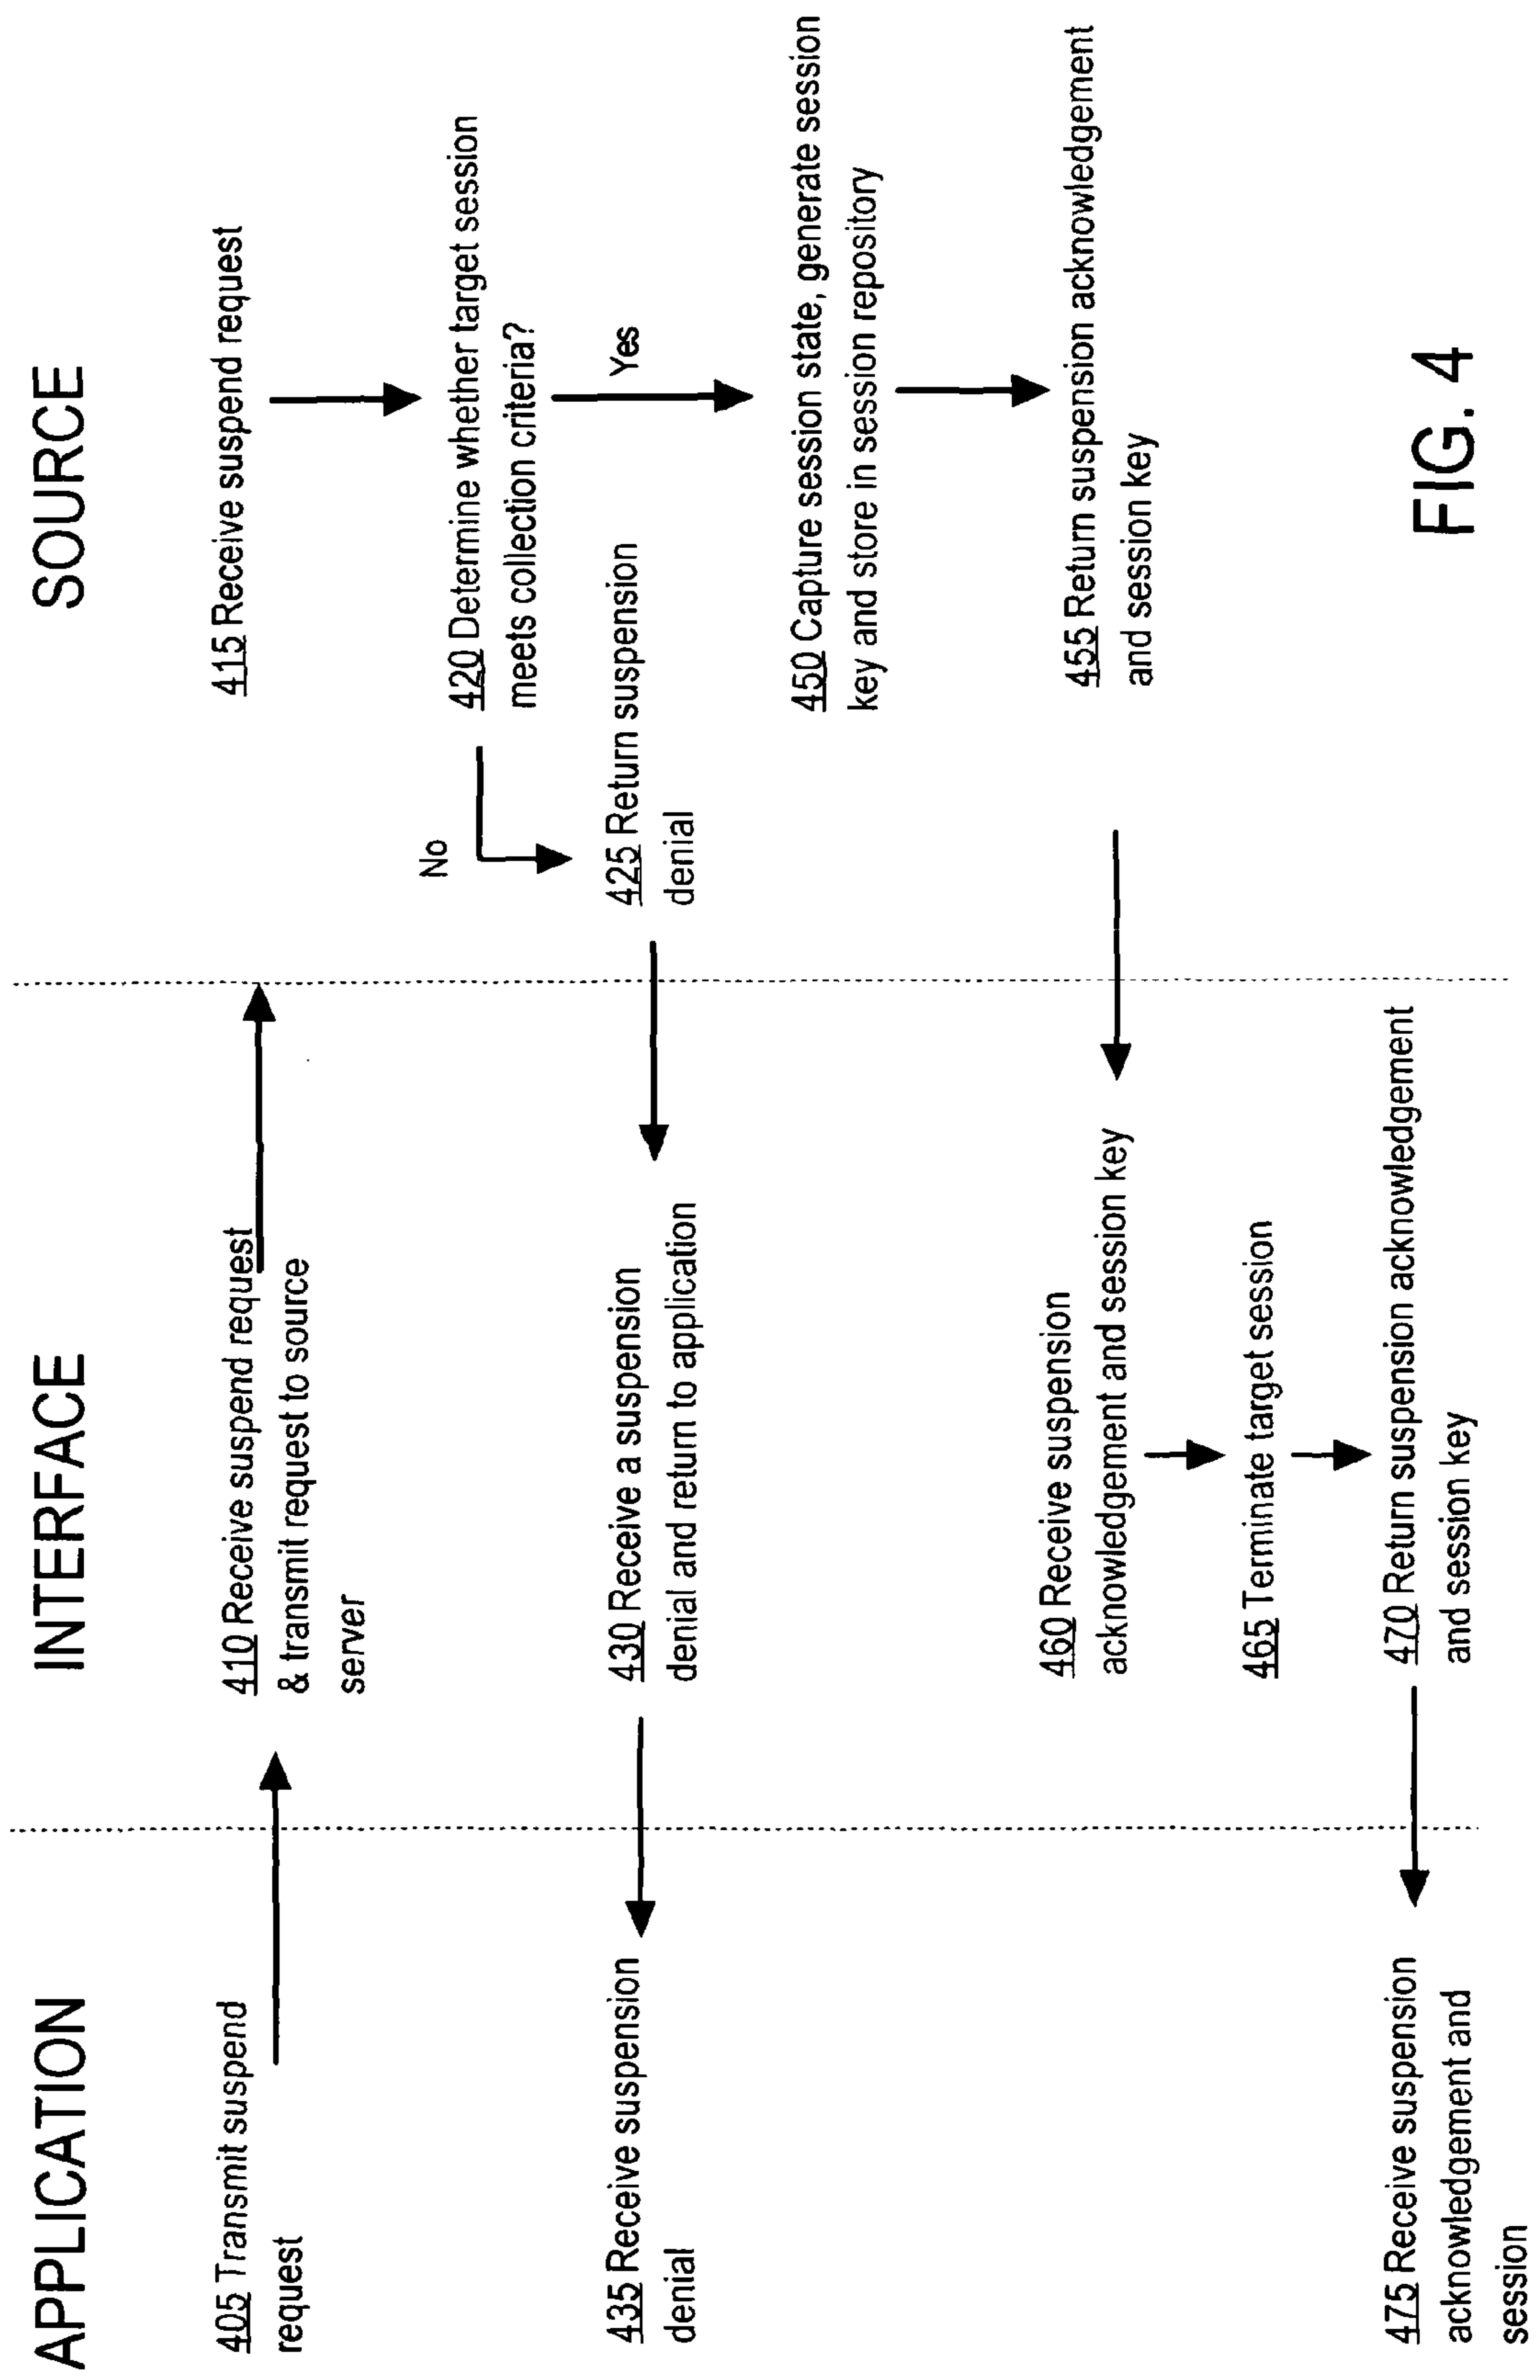 APPLICATION
INTERFACE
SOURCE
405 Transmit suspend
request
410 Receive suspend request
& transmit request to source
server
415 Receive suspend request
420 Determine whether target session
meets collection criteria?
No
Yes
425 Return suspension
denial
430 Receive a suspension
denial and return to application
435 Receive suspension
denial
450 Capture session state, generate session
key and store in session repository
455 Return suspension acknowledgement
and session key
460 Receive suspension
acknowledgement and session key
465 Terminate target session
470 Return suspension acknowledgement
and session key
475 Receive suspension
acknowledgement and
session
FIG. 4